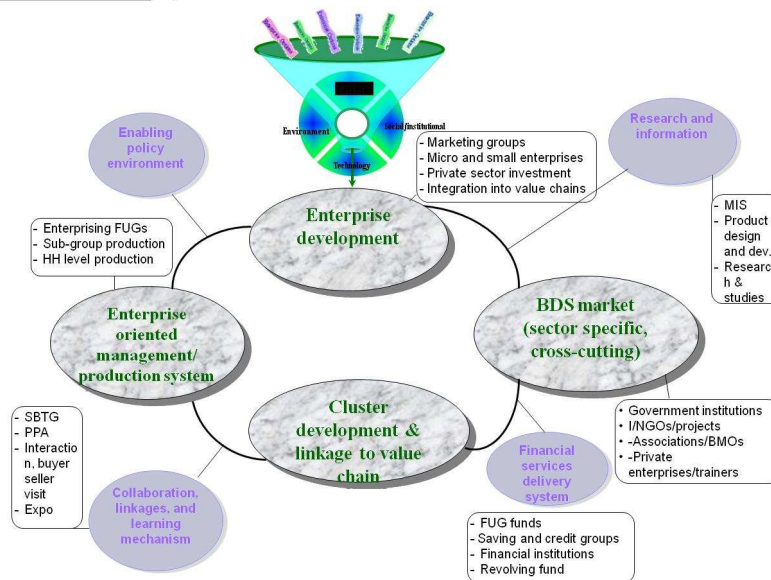 Environment
Social/institutional
Technology
Enabling
policy
environment
Research and
information
- Marketing groups
- Micro and small enterprises
- Private sector investment
- Integration into value chains
- MIS
- Product
design
and dev.
- Researc
h &
studies
- Enterprising FUGs
- Sub-group production
- HH level production
Enterprise
development
Enterprise
oriented
management/
production system
BDS market
(sector specific,
cross-cutting)
Cluster
development &
linkage to value
chain
- SBTG
- PPA
- Interactio
n, buyer
seller
visit
- Expo
Collaboration,
linkages, and
learning
mechanism
Financial
services
delivery
system
• Government institutions
• I/NGOs/projects
• -Associations/BMOs
• -Private
enterprises/trainers
- FUG funds
-Saving and credit groups
- Financial institutions
- Revolving fund